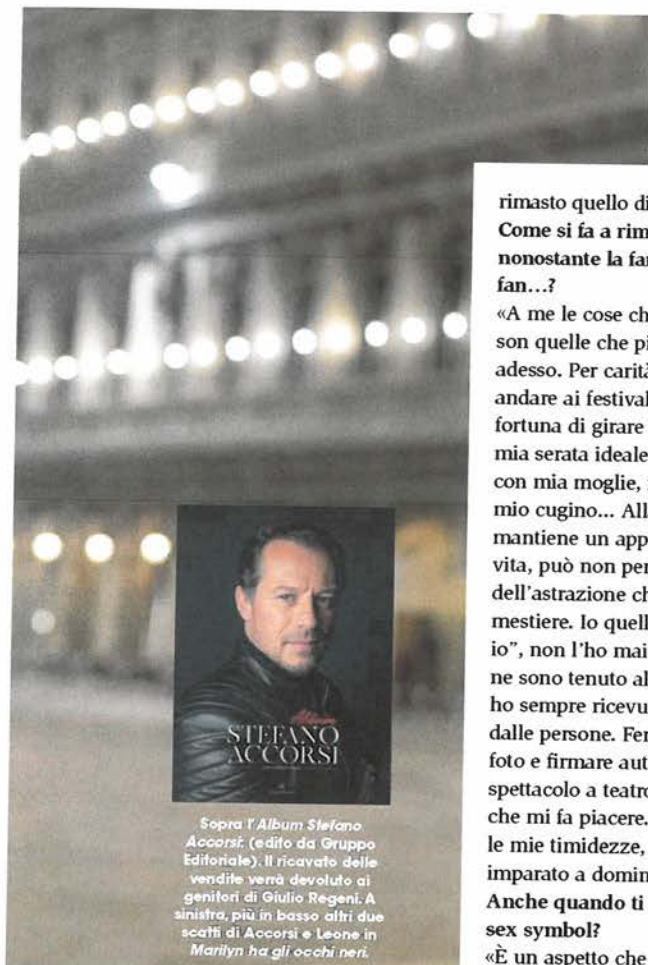 Album
STEFANO
ACCORSI
Sopra l'Album Stefano
Accorsi: (edito da Gruppo
Editoriale). Il ricavato delle
vendite verrà devoluto ai
genitori di Giulio Regeni. A
sinistra, più in basso altri due
scatti di Accorsi e Leone in
Marilyn ha gli occhi neri.
rimasto quello di
Come si fa a rim
nonostante la fa
fan...?
«A me le cose ch
son quelle che pi
adesso. Per carità
andare ai festival
fortuna di girare
mia serata ideale
con mia moglie,
mio cugino... All
mantiene un app
vita, può non per
dell'astrazione ch
mestiere. Io quell
io”, non l'ho mai
ne sono tenuto al
ho sempre ricevu
dalle persone. Fer
foto e firmare aut
spettacolo a teatro
che mi fa piacere.
le mie timidezze,
imparato a domin
Anche quando ti
sex symbol?
«È un aspetto che